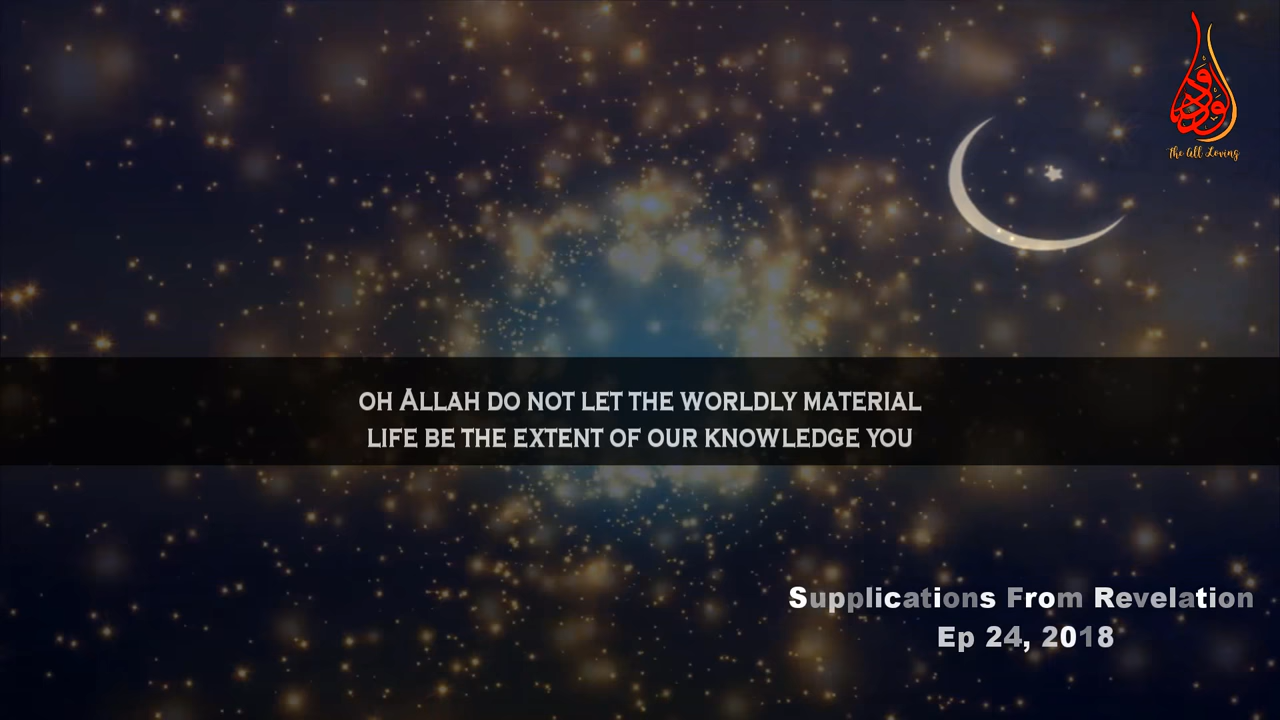 الودود
The All Loving
oh Allah do not let the worldly material
life be the extent of our knowledge you
Supplications From Revelation
Ep 24, 2018